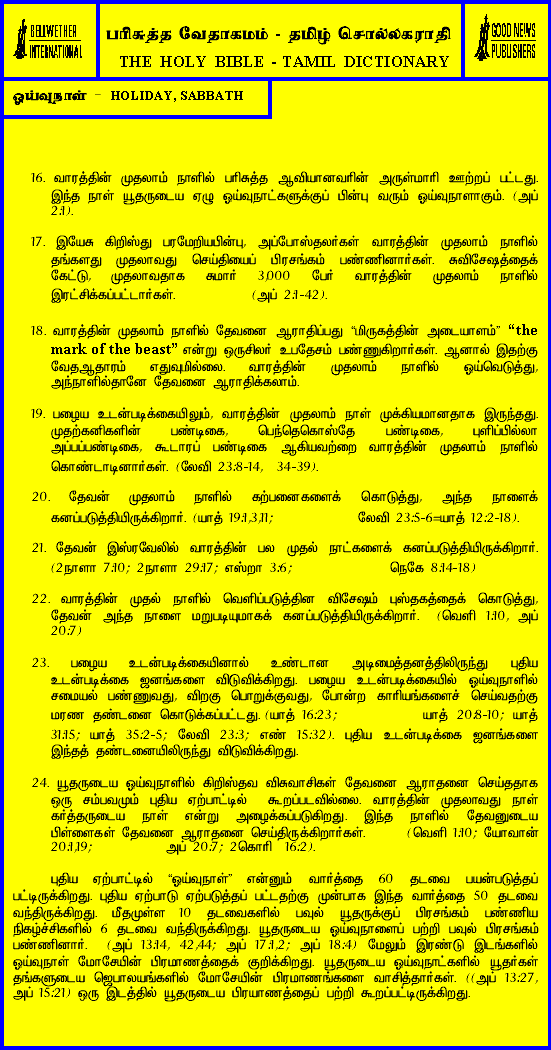 BELLWETHER
INTERNATIONAL
பரிசுத்த வேதாகமம் - தமிழ் சொல்லகராதி
THE HOLY BIBLE - TAMIL DICTIONARY
GOOD NEWS
PUBLISHERS
ஓய்வுநாள் – HOLIDAY, SABBATH
16. வாரத்தின் முதலாம் நாளில் பரிசுத்த ஆவியானவரின் அருள்மாரி ஊற்றப் பட்டது.
இந்த நாள் யூதருடைய ஏழு ஓய்வுநாட்களுக்குப் பின்பு வரும் ஓய்வுநாளாகும். (அப்
2:1).
17. இயேசு கிறிஸ்து பரமேறியபின்பு, அப்போஸ்தலர்கள் வாரத்தின் முதலாம் நாளில்
தங்களது முதலாவது செய்தியைப் பிரசங்கம் பண்ணினார்கள். சுவிசேஷத்தைக்
கேட்டு, முதலாவதாக சுமார் 3,000 பேர் வாரத்தின் முதலாம் நாளில்
இரட்சிக்கப்பட்டார்கள். (அப் 2:1-42).
18. வாரத்தின் முதலாம் நாளில் தேவனை ஆராதிப்பது “மிருகத்தின் அடையாளம்” “the
mark of the beast” என்று ஒருசிலர் உபதேசம் பண்ணுகிறார்கள். ஆனால் இதற்கு
வேதஆதாரம் எதுவுமில்லை. வாரத்தின் முதலாம் நாளில் ஓய்வெடுத்து,
அந்நாளில்தானே தேவனை ஆராதிக்கலாம்.
19. பழைய உடன்படிக்கையிலும், வாரத்தின் முதலாம் நாள் முக்கியமானதாக இருந்தது.
முதற்கனிகளின் பண்டிகை, பெந்தெகொஸ்தே பண்டிகை, புளிப்பில்லா
அப்பப்பண்டிகை, கூடாரப் பண்டிகை ஆகியவற்றை வாரத்தின் முதலாம் நாளில்
கொண்டாடினார்கள். (லேவி 23:8-14, 34-39).
20. தேவன் முதலாம் நாளில் கற்பனைகளைக் கொடுத்து, அந்த நாளைக்
கனப்படுத்தியிருக்கிறார். (யாத் 19:1,3,11; லேவி 23:5-6=யாத் 12:2-18).
21. தேவன் இஸ்ரவேலில் வாரத்தின் பல முதல் நாட்களைக் கனப்படுத்தியிருக்கிறார்.
(2நாளா 7:10; 2நாளா 29:17; எஸ்றா 3:6; நெகே 8:14-18)
22. வாரத்தின் முதல் நாளில் வெளிப்படுத்தின விசேஷம் புஸ்தகத்தைக் கொடுத்து,
தேவன் அந்த நாளை மறுபடியுமாகக் கனப்படுத்தியிருக்கிறார். (வெளி 1:10, அப்
20:7)
23. பழைய உடன்படிக்கையினால் உண்டான அடிமைத்தனத்திலிருந்து புதிய
உடன்படிக்கை ஜனங்களை விடுவிக்கிறது. பழைய உடன்படிக்கையில் ஓய்வுநாளில்
சமையல் பண்ணுவது, விறகு பொறுக்குவது, போன்ற காரியங்களைச் செய்வதற்கு
மரண தண்டனை கொடுக்கப்பட்டது. (யாத் 16:23; யாத் 20:8-10; யாத்
31:15; யாத் 35:2-5; லேவி 23:3; எண் 15:32). புதிய உடன்படிக்கை ஜனங்களை
இந்தத் தண்டனையிலிருந்து விடுவிக்கிறது.
24. யூதருடைய ஓய்வுநாளில் கிறிஸ்தவ விசுவாசிகள் தேவனை ஆராதனை செய்ததாக
ஒரு சம்பவமும் புதிய ஏற்பாட்டில் கூறப்படவில்லை. வாரத்தின் முதலாவது நாள்
கர்த்தருடைய நாள் என்று அழைக்கப்படுகிறது. இந்த நாளில் தேவனுடைய
பிள்ளைகள் தேவனை ஆராதனை செய்திருக்கிறார்கள். (வெளி 1:10; யோவான்
20:1,19; அப் 20:7; 2கொரி 16:2).
புதிய ஏற்பாட்டில் “ஓய்வுநாள்” என்னும் வார்த்தை 60 தடவை பயன்படுத்தப்
பட்டிருக்கிறது. புதிய ஏற்பாடு ஏற்படுத்தப் பட்டதற்கு முன்பாக இந்த வார்த்தை 50 தடவை
வந்திருக்கிறது. மீதமுள்ள 10 தடவைகளில் பவுல் யூதருக்குப் பிரசங்கம் பண்ணிய
நிகழ்ச்சிகளில் 6 தடவை வந்திருக்கிறது. யூதருடைய ஓய்வுநாளைப் பற்றி பவுல் பிரசங்கம்
பண்ணினார். (அப் 13:14, 42,44; அப் 17:1,2; அப் 18:4) மேலும் இரண்டு இடங்களில்
ஓய்வுநாள் மோசேயின் பிரமாணத்தைக் குறிக்கிறது. யூதருடைய ஓய்வுநாட்களில் யூதர்கள்
தங்களுடைய ஜெபாலயங்களில் மோசேயின் பிரமாணங்களை வாசித்தார்கள். ((அப் 13:27,
அப் 15:21) ஒரு இடத்தில் யூதருடைய பிரயாணத்தைப் பற்றி கூறப்பட்டிருக்கிறது.